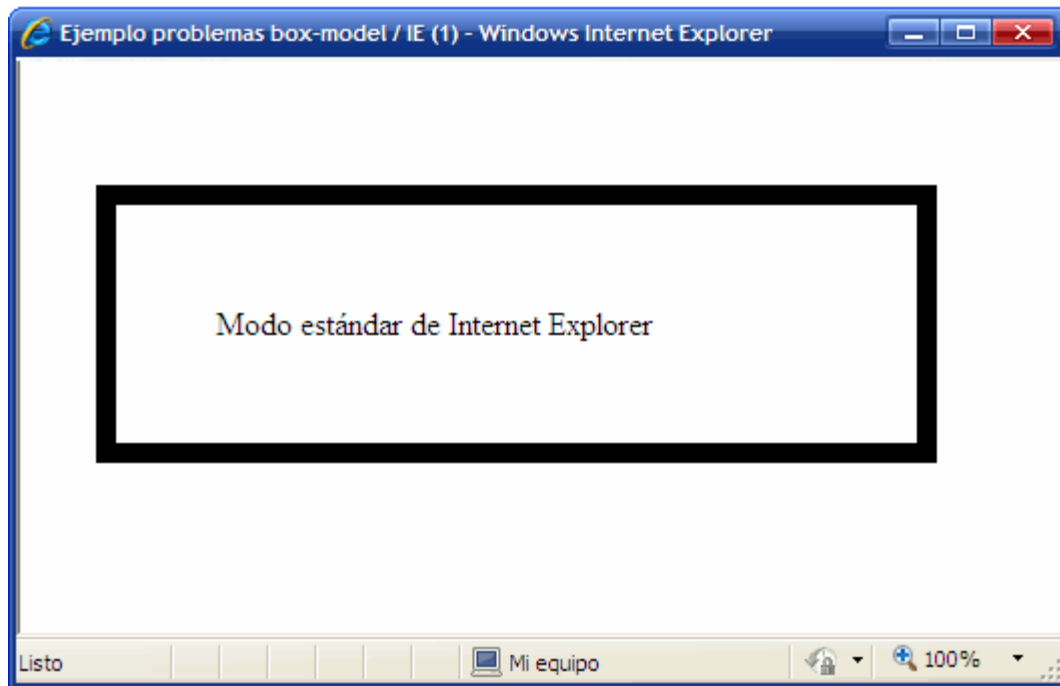 Ejemplo problemas box-model / IE (1) - Windows Internet Explorer
Modo estándar de Internet Explorer
Listo
Mi equipo
100%